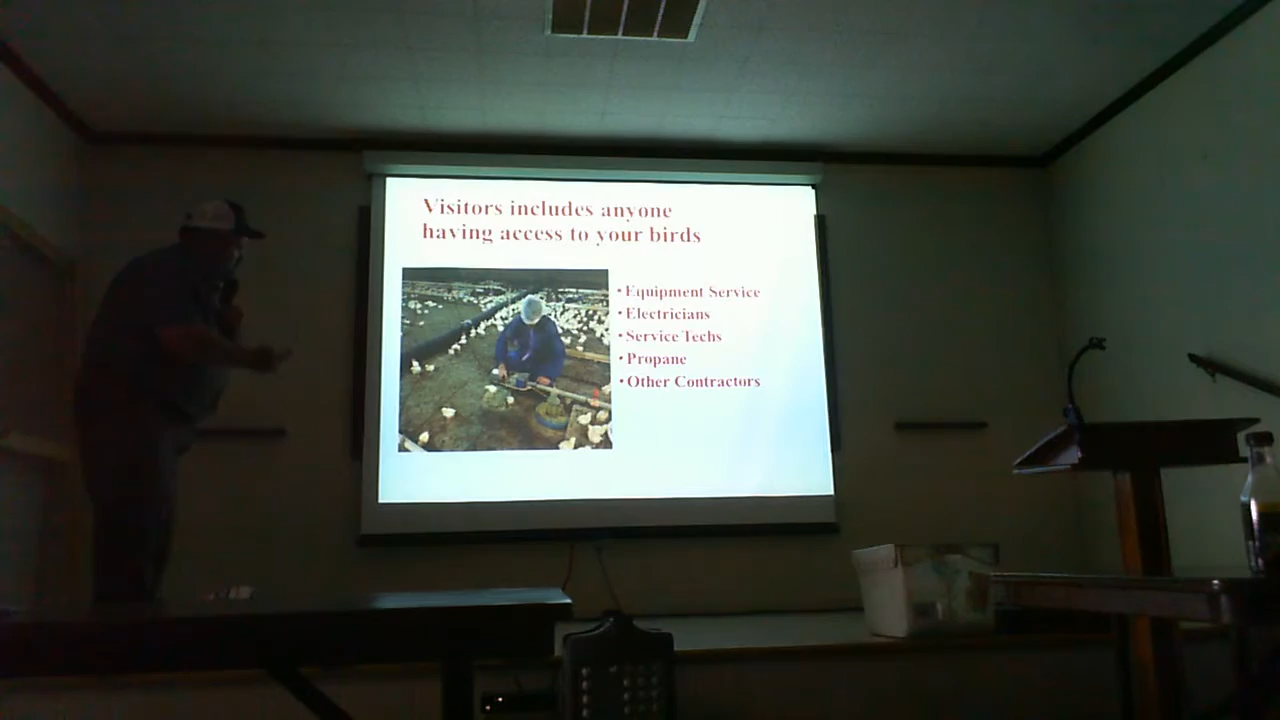 Visitors includes anyone
having access to your birds
• Equipment Service
• Electricians
• Service Techs
• Propane
• Other Contractors